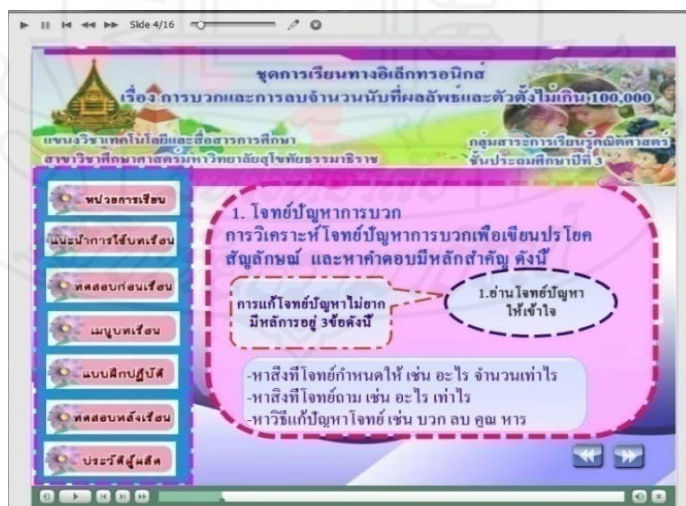 Side 4/16
ชุดการเรียนทางอิเล็กทรอนิกส์
เรื่อง การบวกและการลบจำนวนนับที่ผลลัพธ์และตัวตั้งไม่เกิน 100,000
แขนงวิชาเทคโนโลยีและสื่อสารการศึกษา
สาขาวิชาศึกษาศาสตร์มหาวิทยาลัยสุโขทัยธรรมาธิราช
กลุ่มสาระการเรียนรู้คณิตศาสตร์
ชั้นประถมศึกษาปีที่ 3
หน่วยการเรียน
แนะนำการใช้บทเรียน
ทดสอบก่อนเรียน
เมนูบทเรียน
แบบฝึกปฏิบัติ
ทดสอบหลังเรียน
ประวัติผู้ผลิต
1. โจทย์ปัญหาการบวก
การวิเคราะห์โจทย์ปัญหาการบวกเพื่อเขียนประโยค
สัญลักษณ์ และหาคำตอบมีหลักสำคัญ ดังนี้
การแก้โจทย์ปัญหาไม่ยาก
มีหลักการอยู่ 3ข้อดังนี้
1.อ่านโจทย์ปัญหา
ให้เข้าใจ
-หาสิ่งที่โจทย์กำหนดให้ เช่น อะไร จำนวนเท่าไร
-หาสิ่งที่โจทย์ถาม เช่น อะไร เท่าไร
-หาวิธีแก้ปัญหาโจทย์ เช่น บวก ลบ คูณ หาร